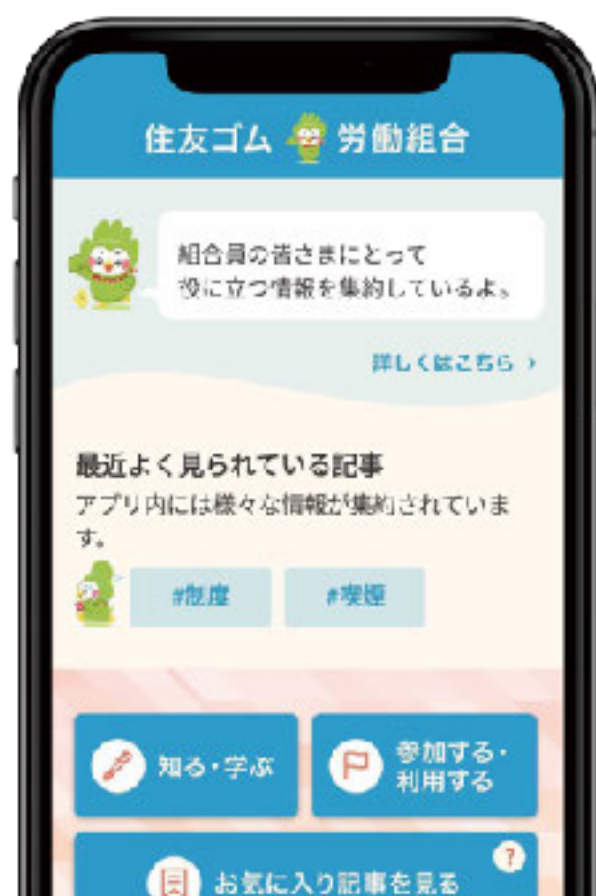 住友ゴム 労働組合
組合員の皆さまにとって
役に立つ情報を集約しているよ。
詳しくはこちら ›
最近よく見られている記事
アプリ内には様々な情報が集約されていま
す。
#制度 #喫煙
知る・学ぶ
参加する・
利用する
お気に入り記事を見る
?